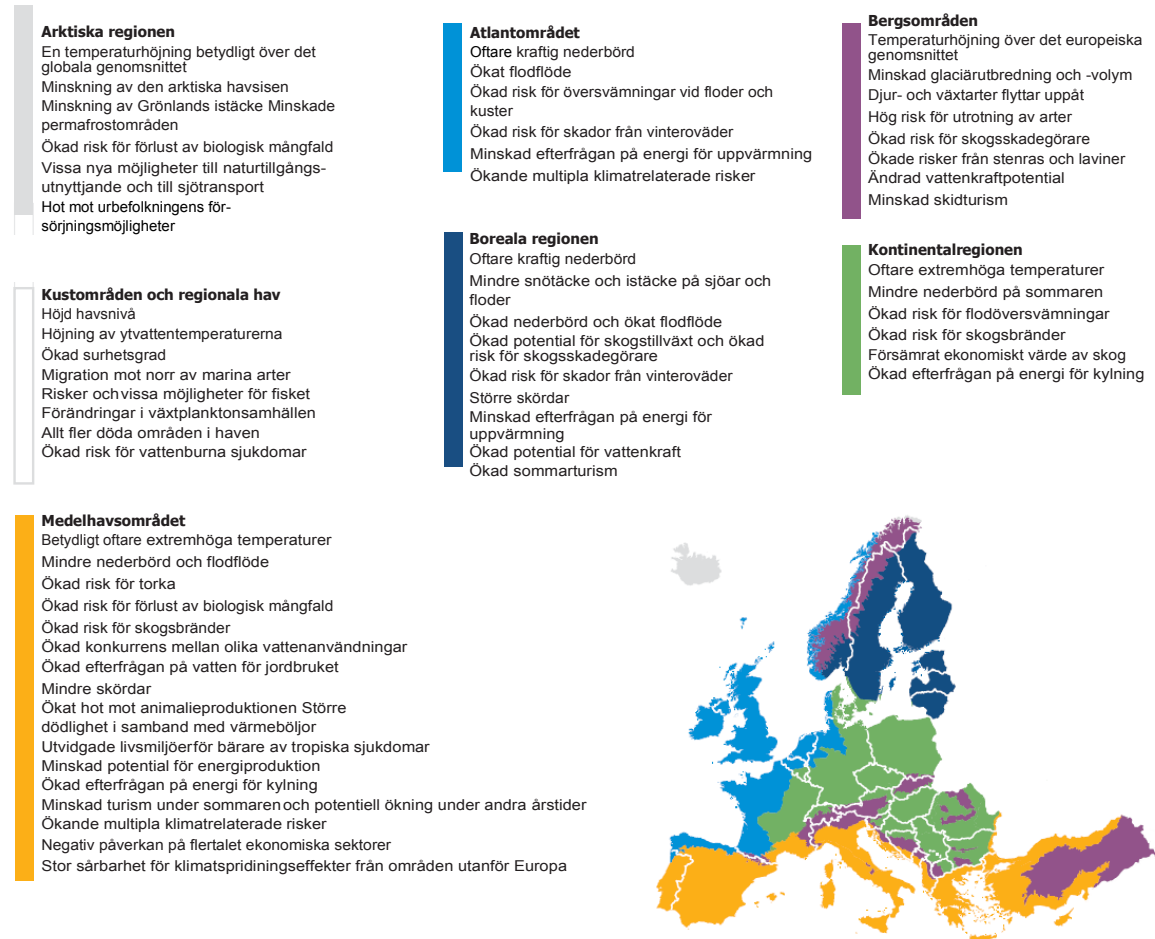 Arktiska regionen
En temperaturhöjning betydligt över det
globala genomsnittet
Minskning av den arktiska havsisen
Minskning av Grönlands istäcke Minskade
permafrostområden
Ökad risk för förlust av biologisk mångfald
Vissa nya möjligheter till naturtillgångs-
utnyttjande och till sjötransport
Hot mot urbefolkningens för-
sörjningsmöjligheter
Kustområden och regionala hav
Höjd havsnivå
Höjning av ytvattentemperaturerna
Ökad surhetsgrad
Migration mot norr av marina arter
Risker ochvissa möjligheter för fisket
Förändringar i växtplanktonsamhällen
Allt fler döda områden i haven
Ökad risk för vattenburna sjukdomar
Atlantområdet
Oftare kraftig nederbörd
Ökat flodflöde
Ökad risk för översvämningar vid floder och
kuster
Ökad risk för skador från vinteroväder
Minskad efterfrågan på energi för uppvärmning
Ökande multipla klimatrelaterade risker
Boreala regionen
Oftare kraftig nederbörd
Mindre snötäcke och istäcke på sjöar och
floder
Ökad nederbörd och ökat flodflöde
Ökad potential för skogstillväxt och ökad
risk för skogsskadegörare
Ökad risk för skador från vinteroväder
Större skördar
Minskad efterfrågan på energi för
uppvärmning
Ökad potential för vattenkraft
Ökad sommarturism
Bergsområden
Temperaturhöjning över det europeiska
genomsnittet
Minskad glaciärutbredning och -volym
Djur- och växtarter flyttar uppåt
Hög risk för utrotning av arter
Ökad risk för skogsskadegörare
Ökade risker från stenras och laviner
Ändrad vattenkraftpotential
Minskad skidturism
Kontinentalregionen
Oftare extremhöga temperaturer
Mindre nederbörd på sommaren
Ökad risk för flodöversvämningar
Ökad risk för skogsbränder
Försämrat ekonomiskt värde av skog
Ökad efterfrågan på energi för kylning
Medelhavsområdet
Betydligt oftare extremhöga temperaturer
Mindre nederbörd och flodflöde
Ökad risk för torka
Ökad risk för förlust av biologisk mångfald
Ökad risk för skogsbränder
Ökad konkurrens mellan olika vattenanvändningar
Ökad efterfrågan på vatten för jordbruket
Mindre skördar
Ökat hot mot animalieproduktionen Större
dödlighet i samband med värmeböljor
Utvidgade livsmiljöerför bärare av tropiska sjukdomar
Minskad potential för energiproduktion
Ökad efterfrågan på energi för kylning
Minskad turism under sommaren och potentiell ökning under andra årstider
Ökande multipla klimatrelaterade risker
Negativ påverkan på flertalet ekonomiska sektorer
Stor sårbarhet för klimatspridiningseffekter från områden utanför Europa